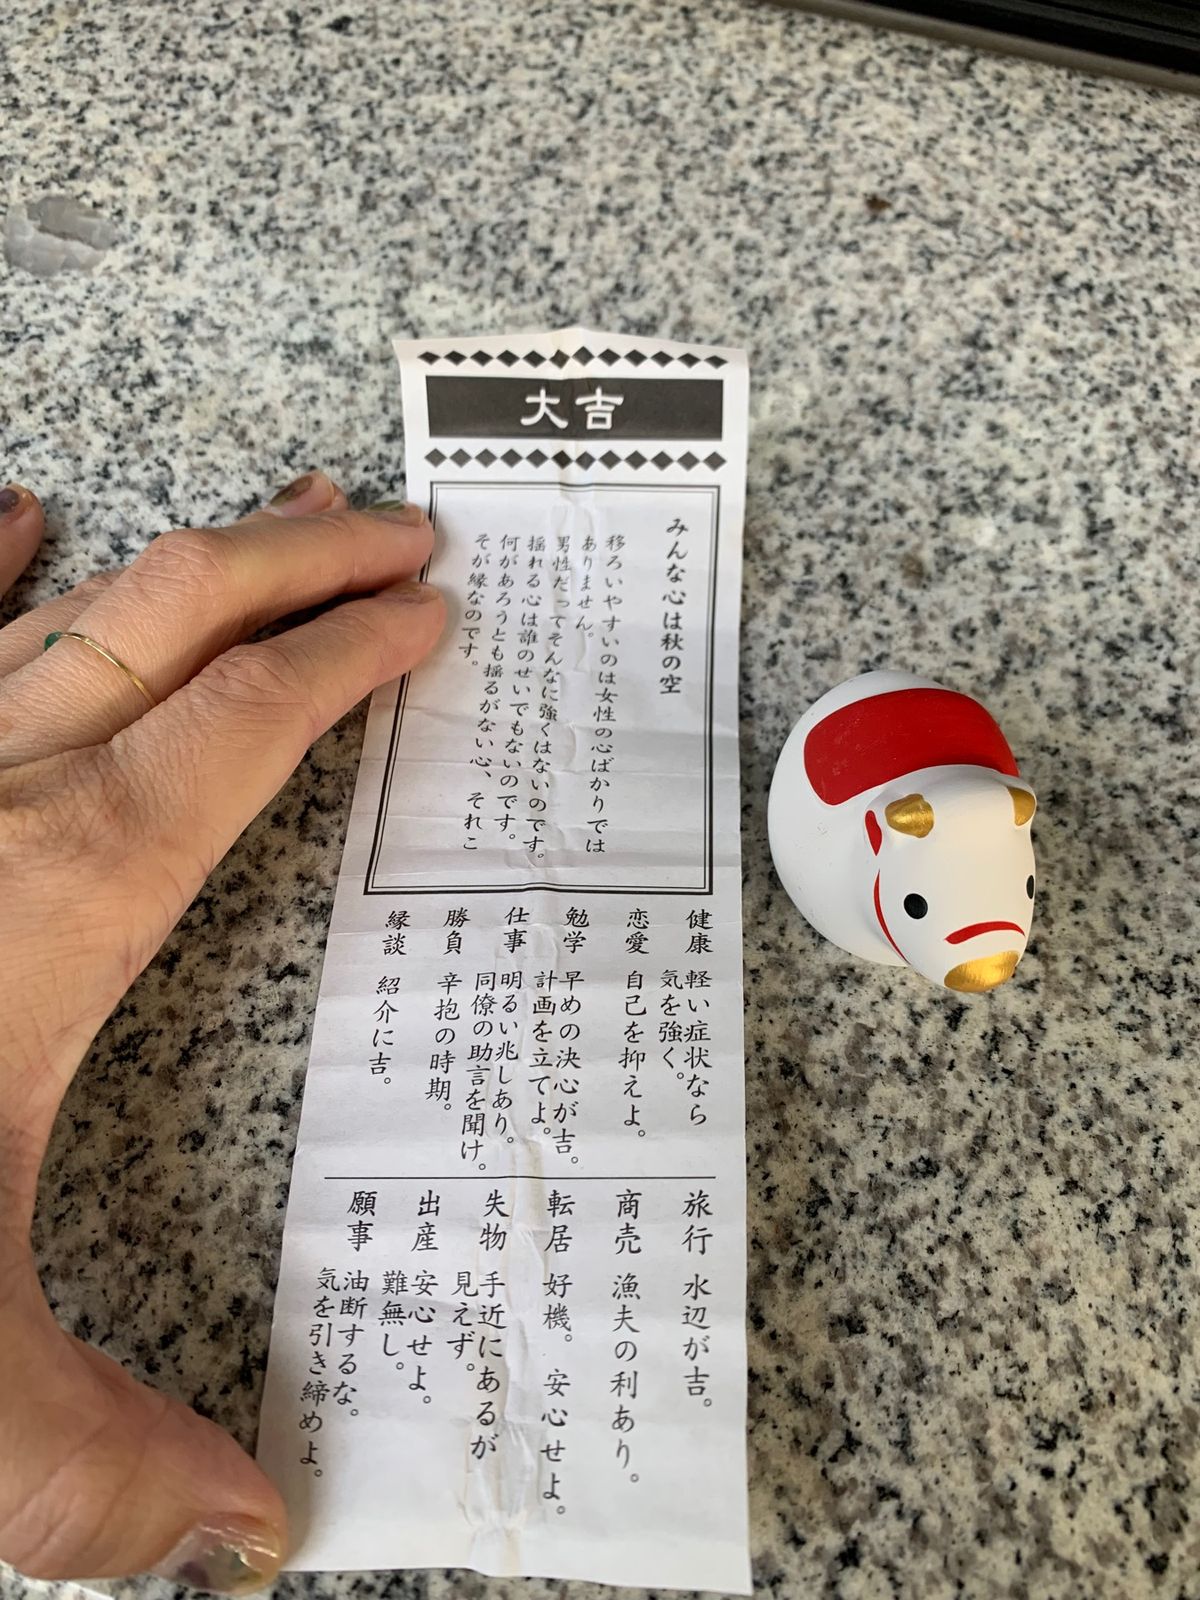 大吉
みんな心は秋の空
移ろいやすいのは女性の心ばかりでは
ありません。
男性だってそんなに強くはないのです。
揺れる心は誰のせいでもないのです。
何があろうとも揺るがない心、それこ
そが縁なのです。
健康
軽い症状なら
気を強く。
恋愛
自己を抑えよ。
勉学
早めの決心が吉。
計画を立てよ。
仕事
明るい兆しあり。
同僚の助言を聞け。
勝負
辛抱の時期。
縁談
紹介に吉。
旅行
水辺が吉。
商売
漁夫の利あり。
転居
好機。安心せよ。
失物
手近にあるが
見えず。
出産
安心せよ。
難無し。
願事
油断するな。
気を引き締めよ。